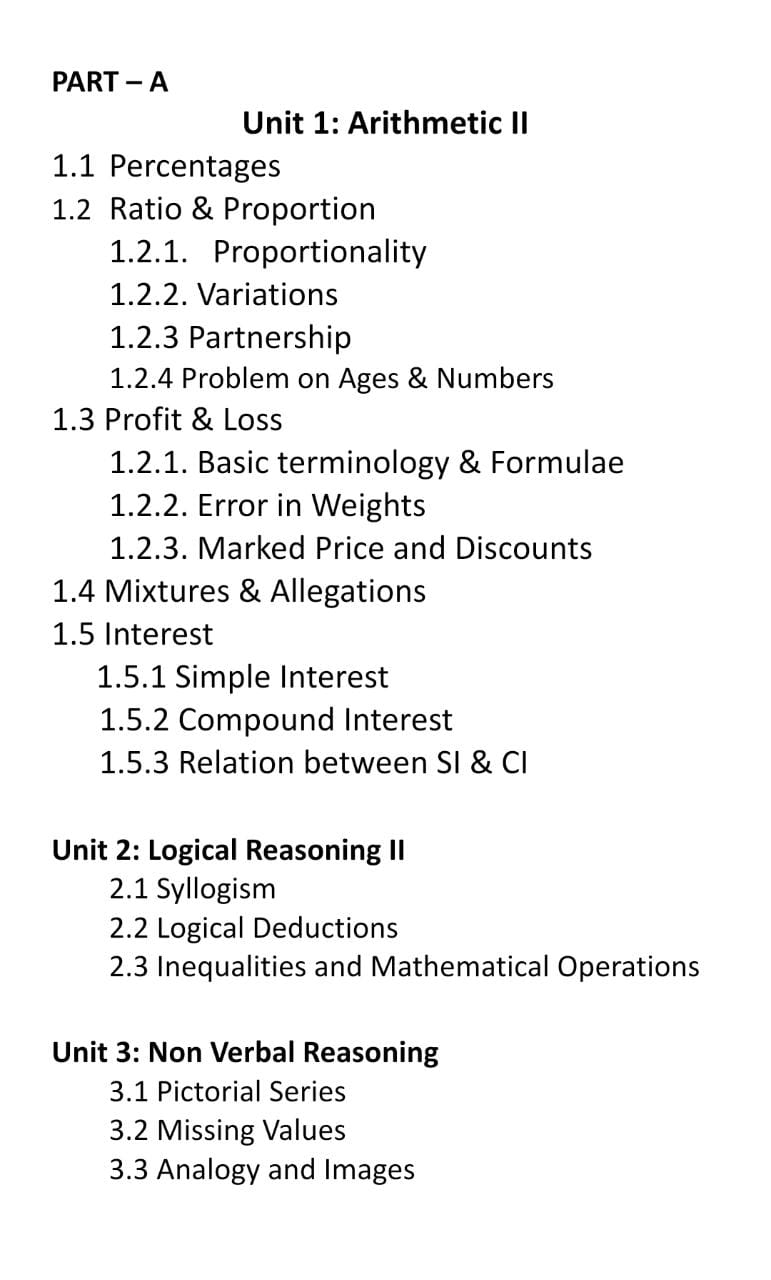 PART – A
Unit 1: Arithmetic II
1.1 Percentages
1.2 Ratio & Proportion
1.2.1. Proportionality
1.2.2. Variations
1.2.3 Partnership
1.2.4 Problem on Ages & Numbers
1.3 Profit & Loss
1.2.1. Basic terminology & Formulae
1.2.2. Error in Weights
1.2.3. Marked Price and Discounts
1.4 Mixtures & Allegations
1.5 Interest
1.5.1 Simple Interest
1.5.2 Compound Interest
1.5.3 Relation between SI & CI
Unit 2: Logical Reasoning II
2.1 Syllogism
2.2 Logical Deductions
2.3 Inequalities and Mathematical Operations
Unit 3: Non Verbal Reasoning
3.1 Pictorial Series
3.2 Missing Values
3.3 Analogy and Images